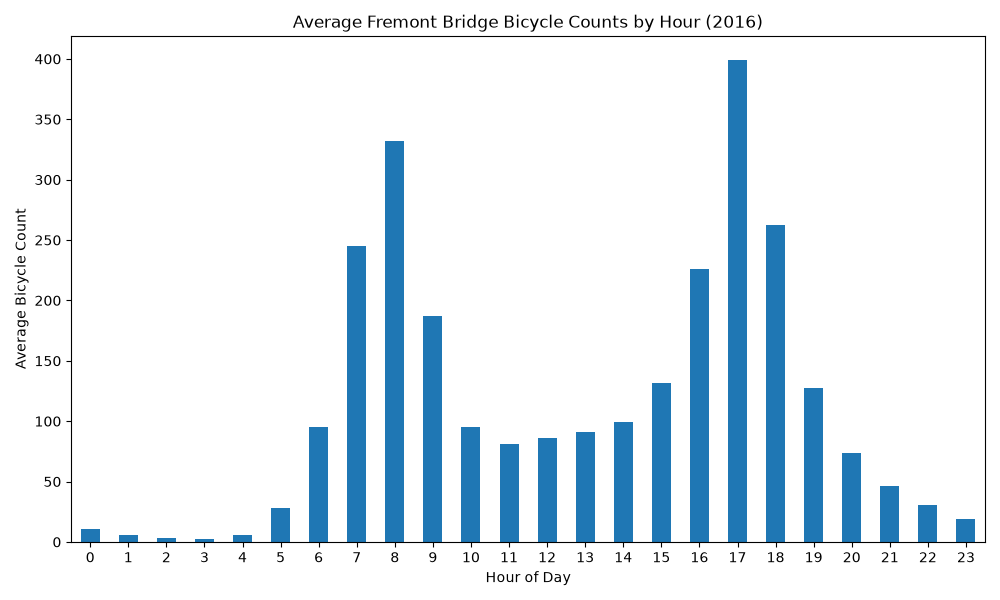 Average Fremont Bridge Bicycle Counts by Hour (2016)
Average Bicycle Count
400
350
300
250
200
150
100
50
0
0 1 2 3 4 5 6 7 8 9 10 11 12 13 14 15 16 17 18 19 20 21 22 23
Hour of Day